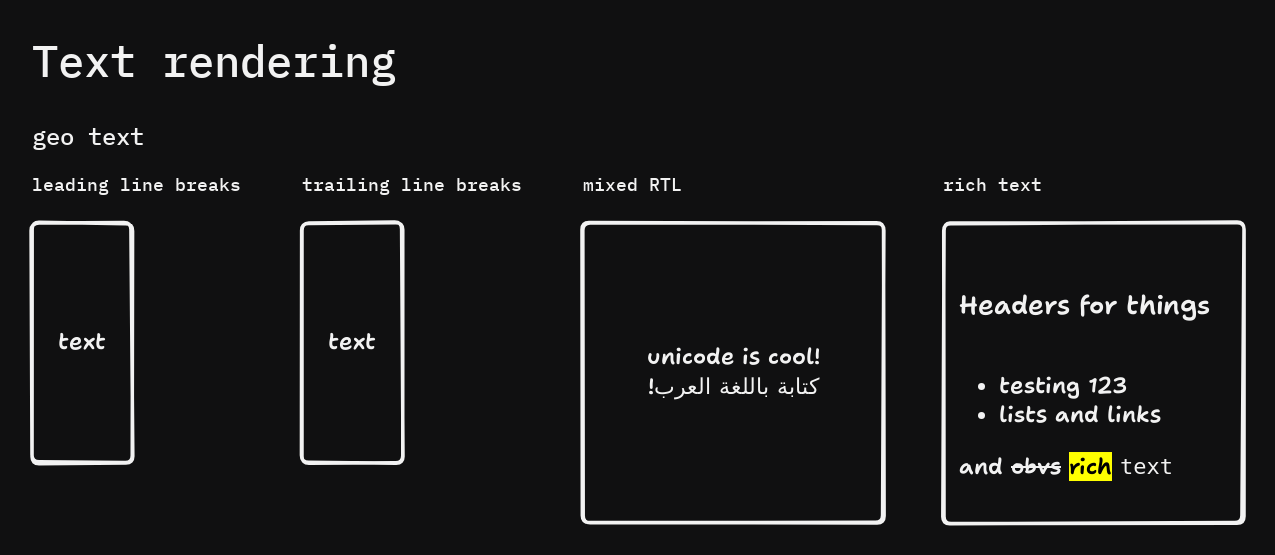 Text rendering
geo text
leading line breaks
trailing line breaks
mixed RTL
rich text
text
text
unicode is cool!
كتابة باللغة العرب!
Headers for things
testing 123
lists and links
and obvs rich text